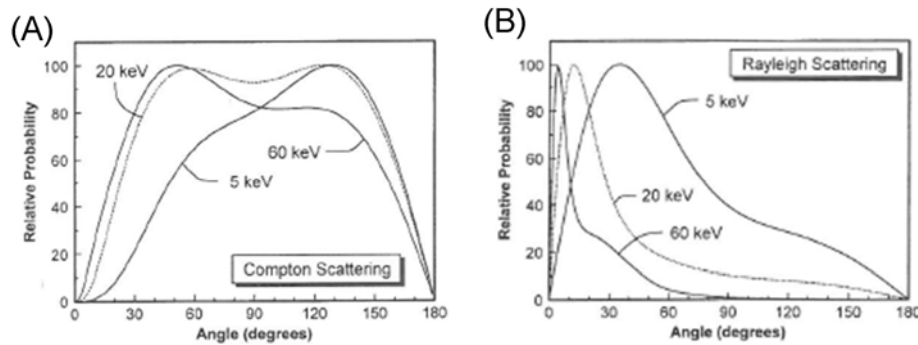 (A)
100
80
60
40
20
0
Relative Probability
20 keV
60 keV
5 keV
Compton Scattering
0 30 60 90 120 150 180
Angle (degrees)
(B)
100
80
60
40
20
0
Relative Probability
Rayleigh Scattering
5 keV
20 keV
60 keV
0 30 60 90 120 150 180
Angle (degrees)